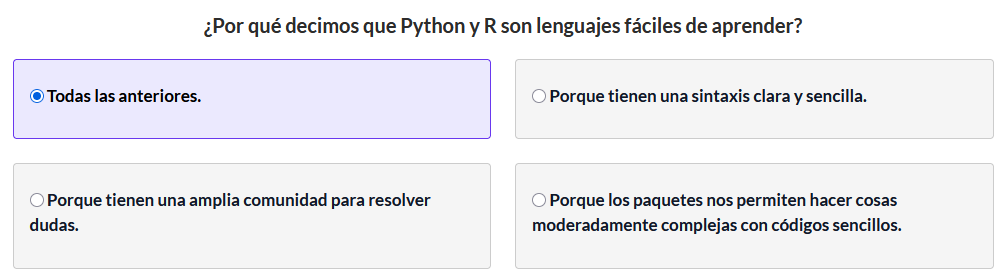 ¿Por qué decimos que Python y R son lenguajes fáciles de aprender?
Todas las anteriores.
Porque tienen una sintaxis clara y sencilla.
Porque tienen una amplia comunidad para resolver
dudas.
Porque los paquetes nos permiten hacer cosas
moderadamente complejas con códigos sencillos.